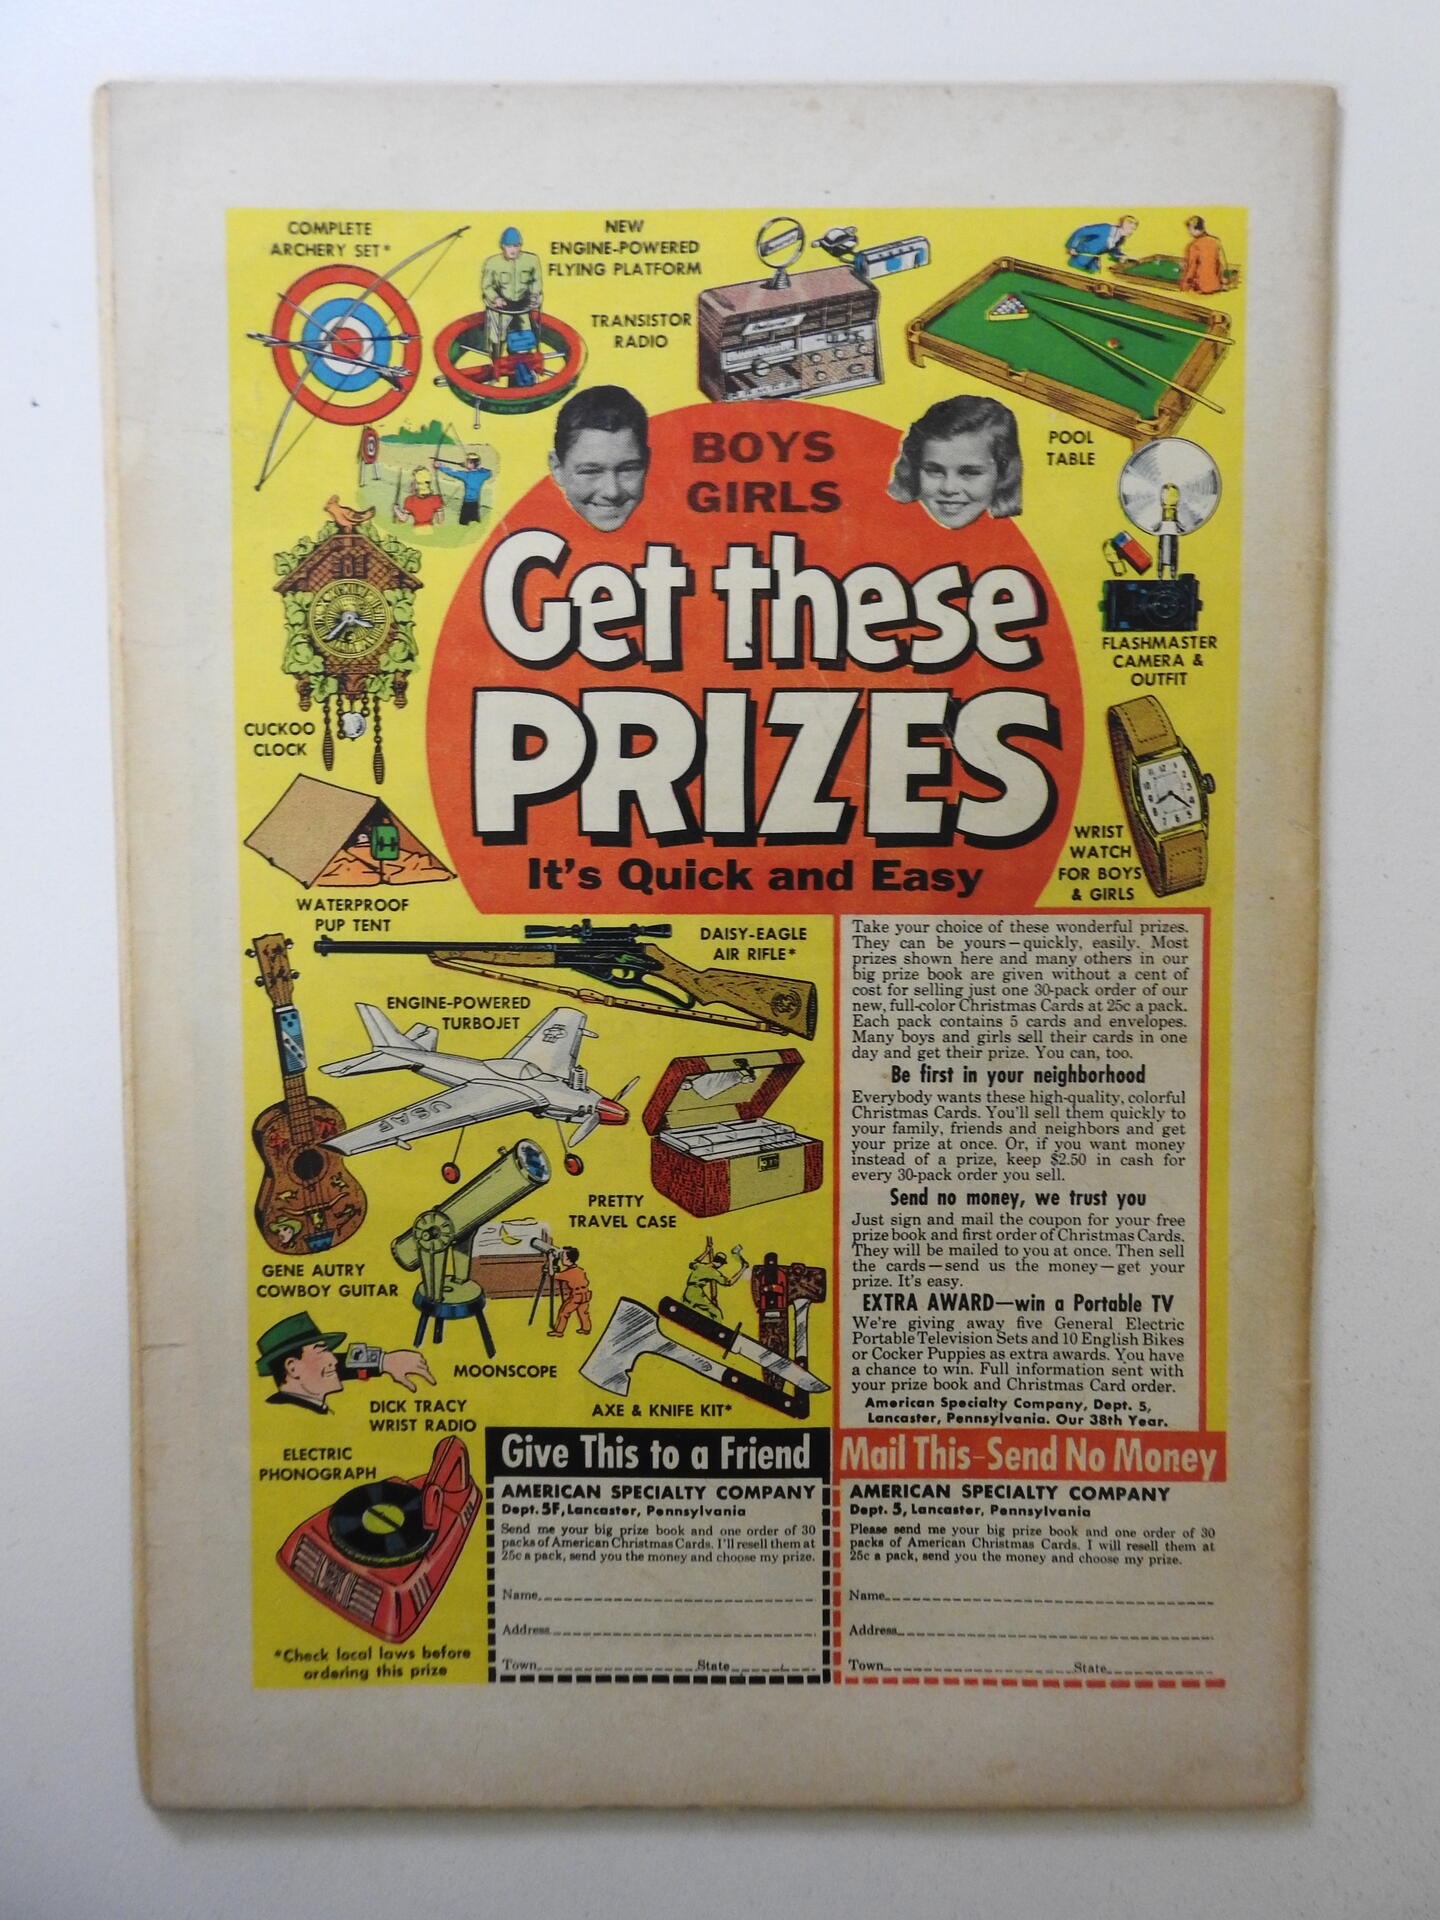 COMPLETE
ARCHERY SET*
NEW
ENGINE-POWERED
FLYING PLATFORM
TRANSISTOR
RADIO
ARMY
BOYS
GIRLS
POOL
TABLE
Get these
PRIZES
It's Quick and Easy
FLASHMASTER
CAMERA &
OUTFIT
CUCKOO
CLOCK
WRIST
WATCH
FOR BOYS
& GIRLS
WATERPROOF
PUP TENT
DAISY-EAGLE
AIR RIFLE*
ENGINE-POWERED
TURBOJET
USAF
PRETTY
TRAVEL CASE
GENE AUTRY
COWBOY GUITAR
MOONSCOPE
DICK TRACY
WRIST RADIO
AXE & KNIFE KIT*
ELECTRIC
PHONOGRAPH
*Check local laws before
ordering this prize
Take your choice of these wonderful prizes.
They can be yours—quickly, easily. Most
prizes shown here and many others in our
big prize book are given without a cent of
cost for selling just one 30-pack order of our
new, full-color Christmas Cards at 25c a pack.
Each pack contains 5 cards and envelopes.
Many boys and girls sell their cards in one
day and get their prize. You can, too.
Be first in your neighborhood
Everybody wants these high-quality, colorful
Christmas Cards. You'll sell them quickly to
your family, friends and neighbors and get
your prize at once. Or, if you want money
instead of a prize, keep $2.50 in cash for
every 30-pack order you sell.
Send no money, we trust you
Just sign and mail the coupon for your free
prize book and first order of Christmas Cards.
They will be mailed to you at once. Then sell
the cards—send us the money—get your
prize. It's easy.
EXTRA AWARD—win a Portable TV
We're giving away five General Electric
Portable Television Sets and 10 English Bikes
or Cocker Puppies as extra awards. You have
a chance to win. Full information sent with
your prize book and Christmas Card order.
American Specialty Company, Dept. 5,
Lancaster, Pennsylvania. Our 38th Year.
Give This to a Friend
AMERICAN SPECIALTY COMPANY
Dept. 5F, Lancaster, Pennsylvania
Send me your big prize book and one order of 30
packs of American Christmas Cards. I'll resell them at
25c a pack, send you the money and choose my prize.
Name
Address
Town State
Mail This-Send No Money
AMERICAN SPECIALTY COMPANY
Dept. 5, Lancaster, Pennsylvania
Please send me your big prize book and one order of 30
packs of American Christmas Cards. I will resell them at
25c a pack, send you the money and choose my prize.
Name
Address
Town State